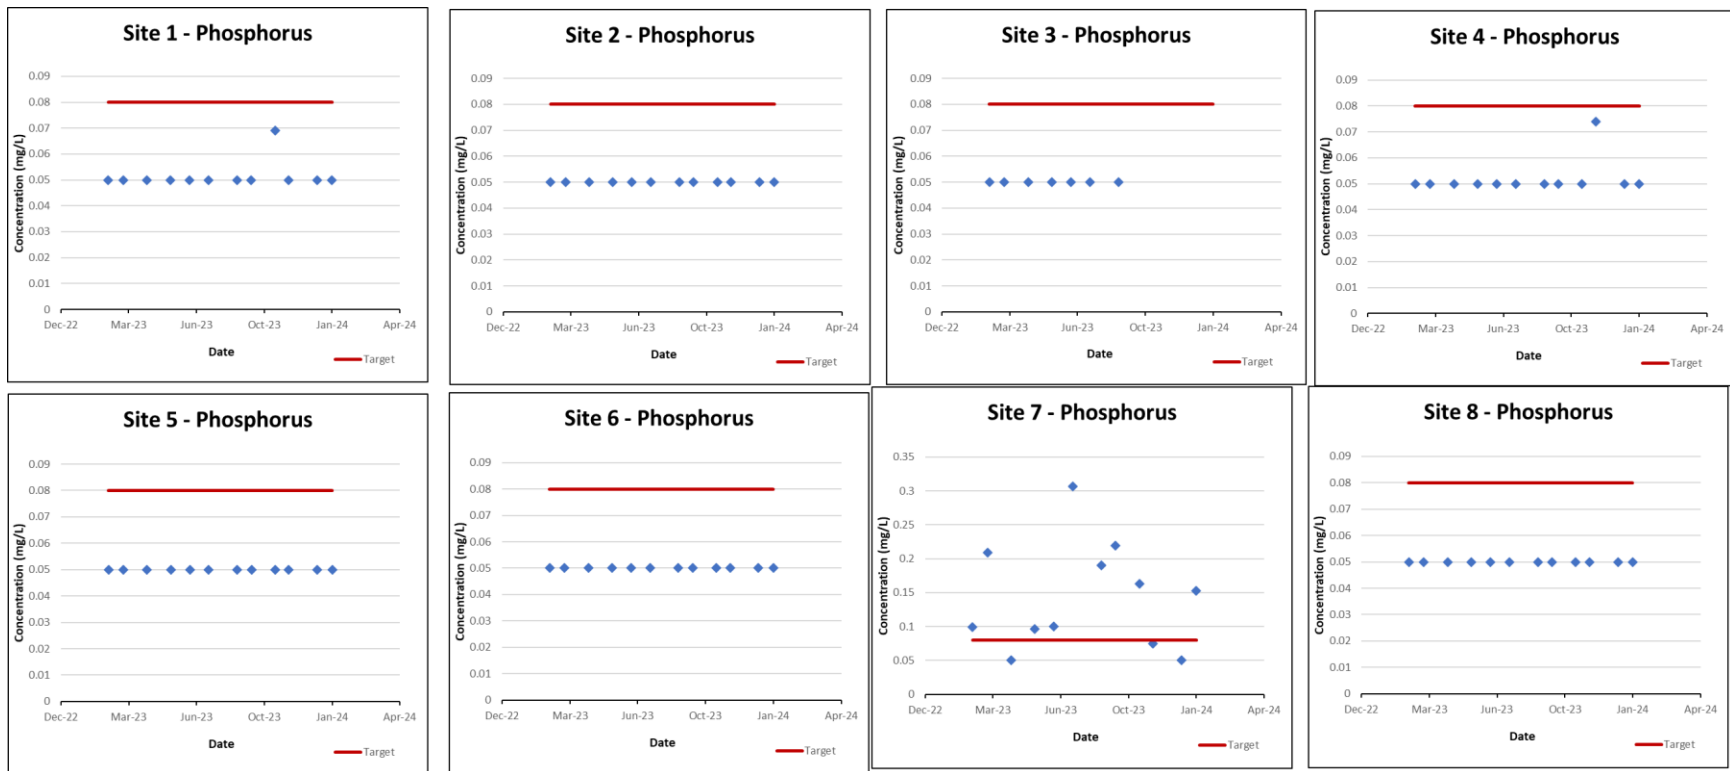 Site 1 - Phosphorus
Concentration (mg/L)
0.09
0.08
0.07
0.06
0.05
0.04
0.03
0.02
0.01
0
Dec-22 Mar-23 Jun-23 Oct-23 Jan-24 Apr-24
Date
Target
Site 2 - Phosphorus
Concentration (mg/L)
0.09
0.08
0.07
0.06
0.05
0.04
0.03
0.02
0.01
0
Dec-22 Mar-23 Jun-23 Oct-23 Jan-24 Apr-24
Date
Target
Site 3 - Phosphorus
Concentration (mg/L)
0.09
0.08
0.07
0.06
0.05
0.04
0.03
0.02
0.01
0
Dec-22 Mar-23 Jun-23 Oct-23 Jan-24 Apr-24
Date
Target
Site 4 - Phosphorus
Concentration (mg/L)
0.09
0.08
0.07
0.06
0.05
0.04
0.03
0.02
0.01
0
Dec-22 Mar-23 Jun-23 Oct-23 Jan-24 Apr-24
Date
Target
Site 5 - Phosphorus
Concentration (mg/L)
0.09
0.08
0.07
0.06
0.05
0.04
0.03
0.02
0.01
0
Dec-22 Mar-23 Jun-23 Oct-23 Jan-24 Apr-24
Date
Target
Site 6 - Phosphorus
Concentration (mg/L)
0.09
0.08
0.07
0.06
0.05
0.04
0.03
0.02
0.01
0
Dec-22 Mar-23 Jun-23 Oct-23 Jan-24 Apr-24
Date
Target
Site 7 - Phosphorus
Concentration (mg/L)
0.35
0.3
0.25
0.2
0.15
0.1
0.05
0
Dec-22 Mar-23 Jun-23 Oct-23 Jan-24 Apr-24
Date
Target
Site 8 - Phosphorus
Concentration (mg/L)
0.09
0.08
0.07
0.06
0.05
0.04
0.03
0.02
0.01
0
Dec-22 Mar-23 Jun-23 Oct-23 Jan-24 Apr-24
Date
Target